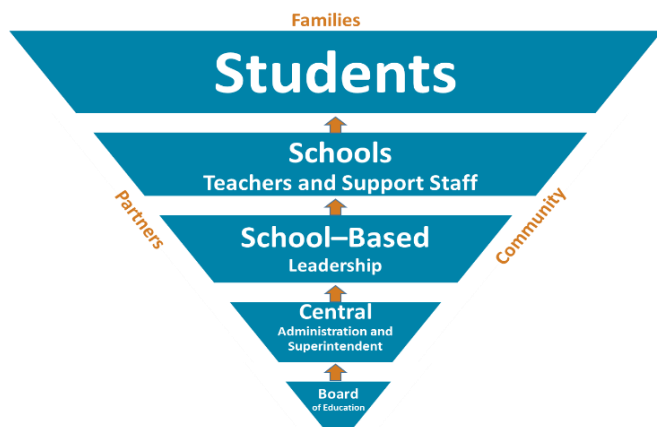 Families
Students
Schools
Teachers and Support Staff
Partners
Community
School–Based
Leadership
Central
Administration and
Superintendent
Board
of Education